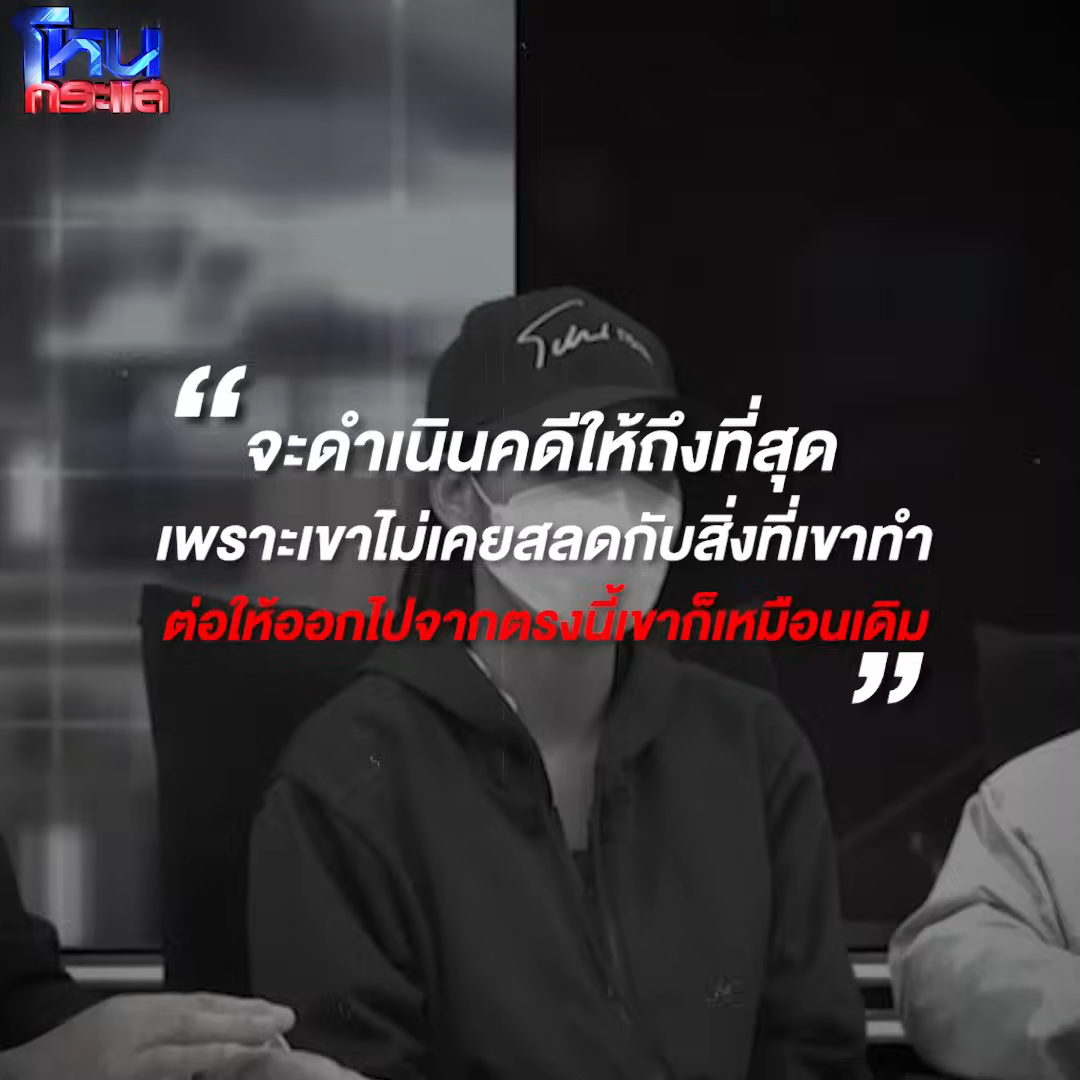 โหน
กระแส
“
จะดำเนินคดีให้ถึงที่สุด
เพราะเขาไม่เคยสลดกับสิ่งที่เขาทำ
ต่อให้ออกไปจากตรงนี้เขาก็เหมือนเดิม
”